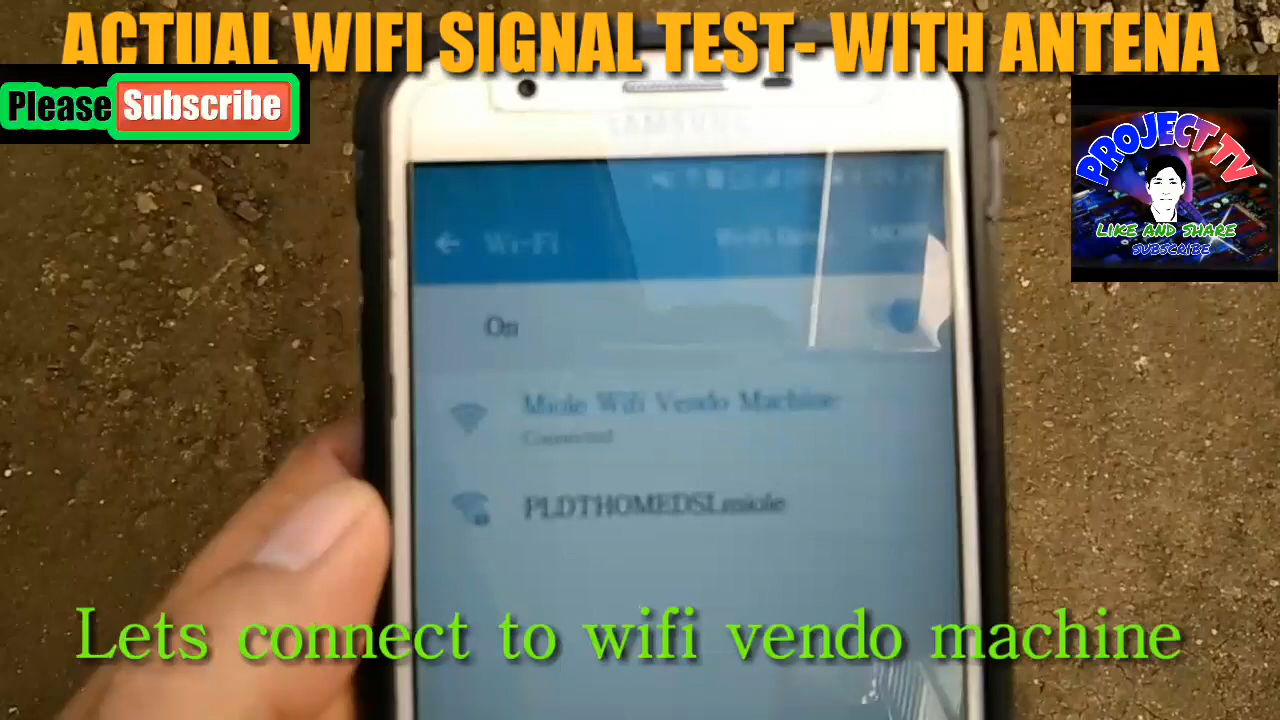 ACTUAL WIFI SIGNAL TEST- WITH ANTENA
Please Subscribe
PROJECT TV
LIKE AND SHARE
SUBSCRIBE
SAMSUNG
Wi-Fi
On
Miole Wifi Vendo Machine
Connected
PLDTHOMEDSLmiole
Lets connect to wifi vendo machine